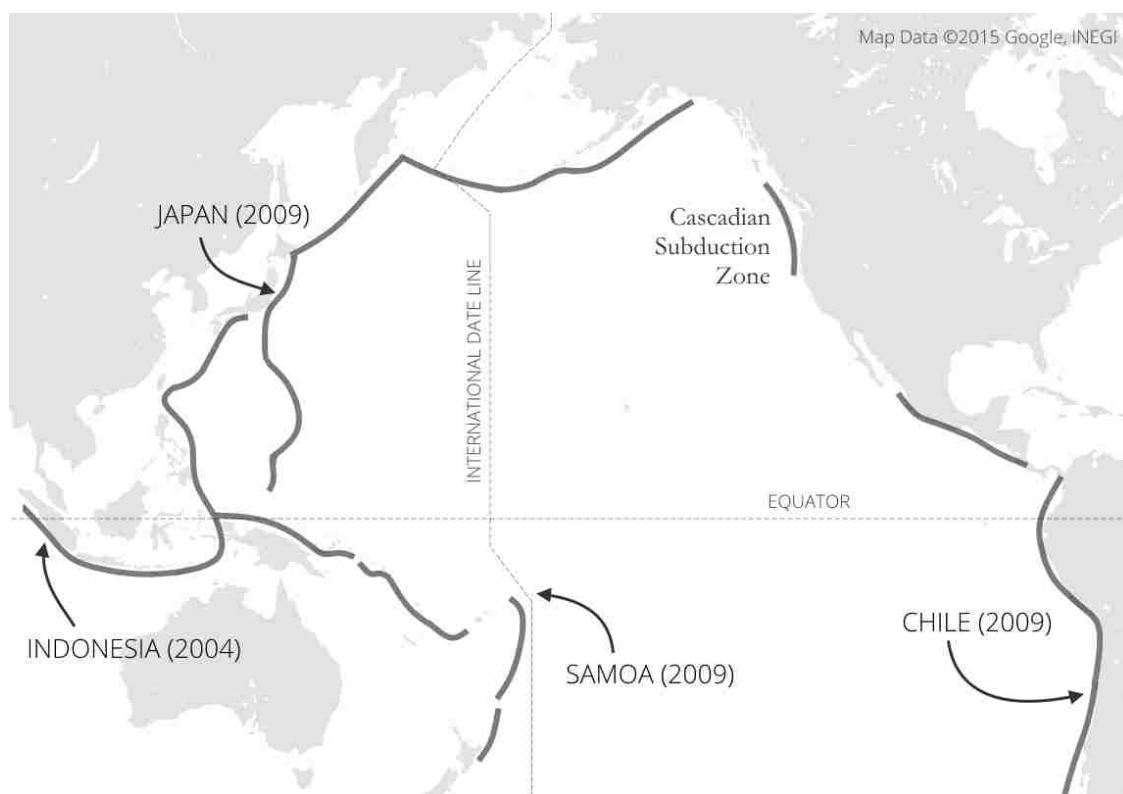 Map Data ©2015 Google, INEGI
JAPAN (2009)
Cascadian
Subduction
Zone
INTERNATIONAL DATE LINE
EQUATOR
INDONESIA (2004)
SAMOA (2009)
CHILE (2009)